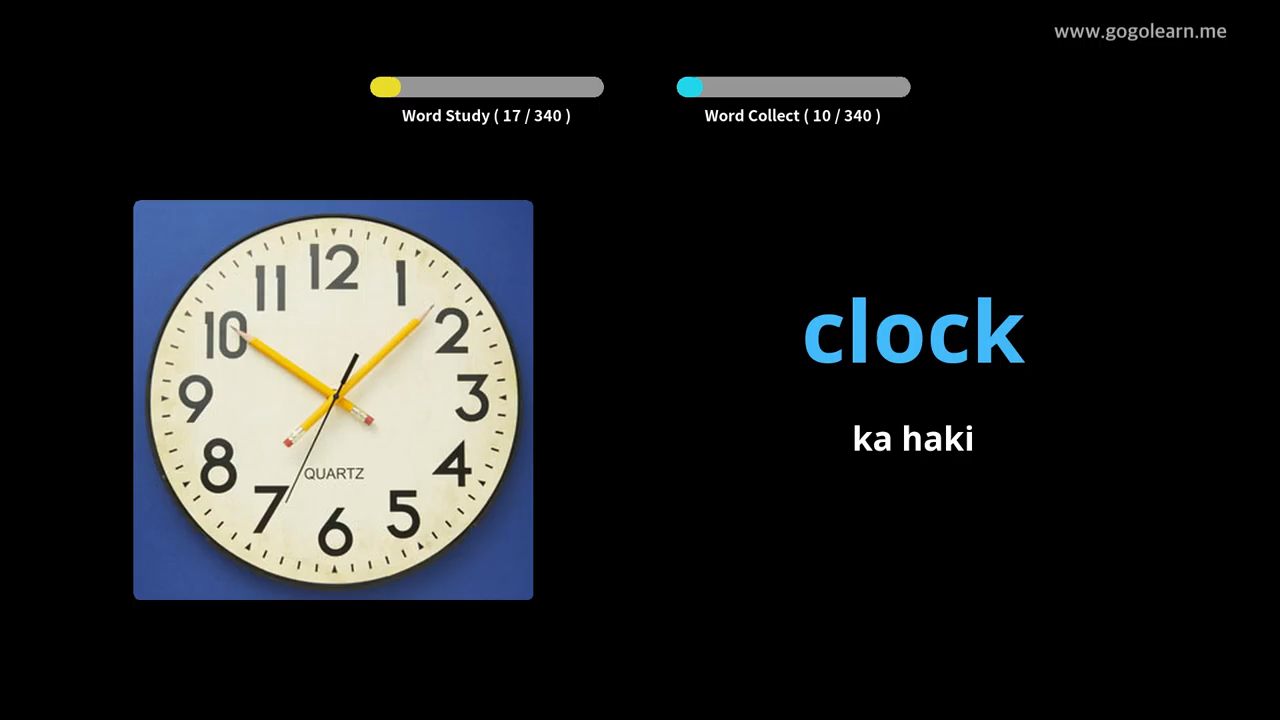 www.gogolearn.me
Word Study ( 17 / 340 )
Word Collect ( 10 / 340 )
12
11
1
10
2
9
3
8
4
QUARTZ
7
5
6
clock
ka haki